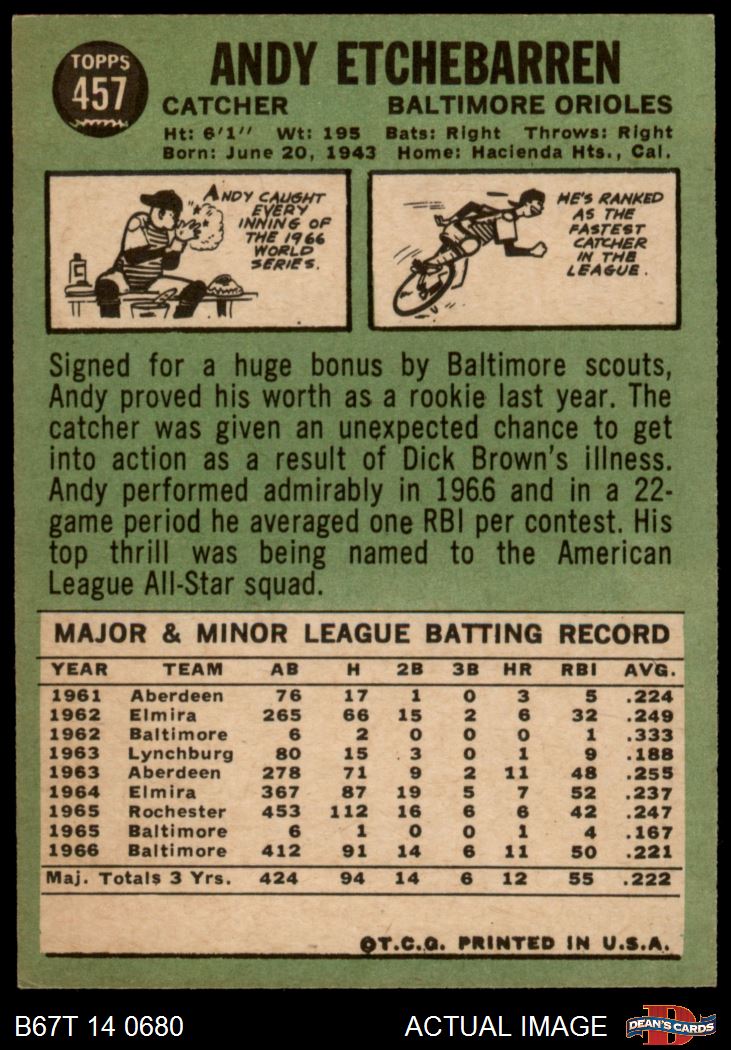 TOPPS
457
ANDY ETCHEBARREN
CATCHER BALTIMORE ORIOLES
Ht: 6'1" Wt: 195 Bats: Right Throws: Right
Born: June 20, 1943 Home: Hacienda Hts., Cal.
ANDY CAUGHT
EVERY
INNING OF
THE 1966
WORLD
SERIES.
HE'S RANKED
AS THE
FASTEST
CATCHER
IN THE
LEAGUE.
Signed for a huge bonus by Baltimore scouts,
Andy proved his worth as a rookie last year. The
catcher was given an unexpected chance to get
into action as a result of Dick Brown's illness.
Andy performed admirably in 1966 and in a 22-
game period he averaged one RBI per contest. His
top thrill was being named to the American
League All-Star squad.
MAJOR & MINOR LEAGUE BATTING RECORD
YEAR TEAM AB H 2B 3B HR RBI AVG.
1961 Aberdeen 76 17 1 0 3 5 .224
1962 Elmira 265 66 15 2 6 32 .249
1962 Baltimore 6 2 0 0 0 1 .333
1963 Lynchburg 80 15 3 0 1 9 .188
1963 Aberdeen 278 71 9 2 11 48 .255
1964 Elmira 367 87 19 5 7 52 .237
1965 Rochester 453 112 16 6 6 42 .247
1965 Baltimore 6 1 0 0 1 4 .167
1966 Baltimore 412 91 14 6 11 50 .221
Maj. Totals 3 Yrs. 424 94 14 6 12 55 .222
©T.C.G. PRINTED IN U.S.A.
B67T 14 0680 ACTUAL IMAGE D DEAN'S CARDS